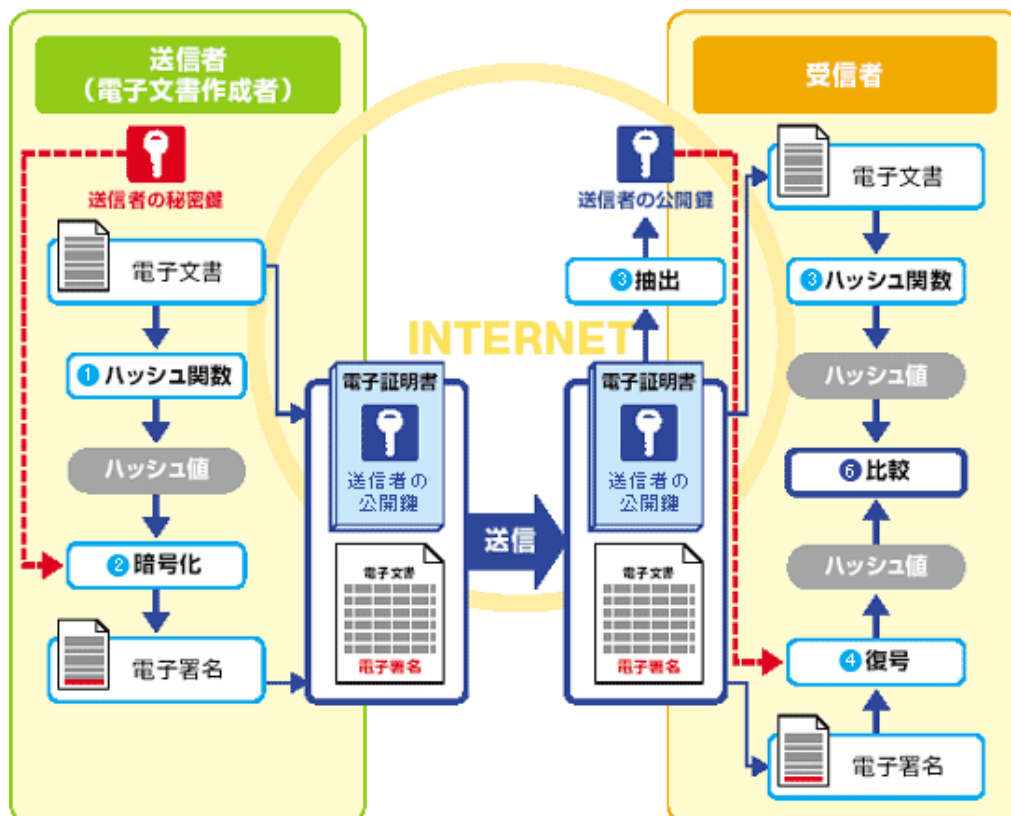 送信者
（電子文書作成者）
送信者の秘密鍵
電子文書
①ハッシュ関数
ハッシュ値
②暗号化
電子署名
INTERNET
電子証明書
送信者の
公開鍵
電子文書
電子署名
送信
電子証明書
送信者の
公開鍵
電子文書
電子署名
③抽出
送信者の公開鍵
受信者
電子文書
③ハッシュ関数
ハッシュ値
⑥比較
ハッシュ値
④復号
電子署名